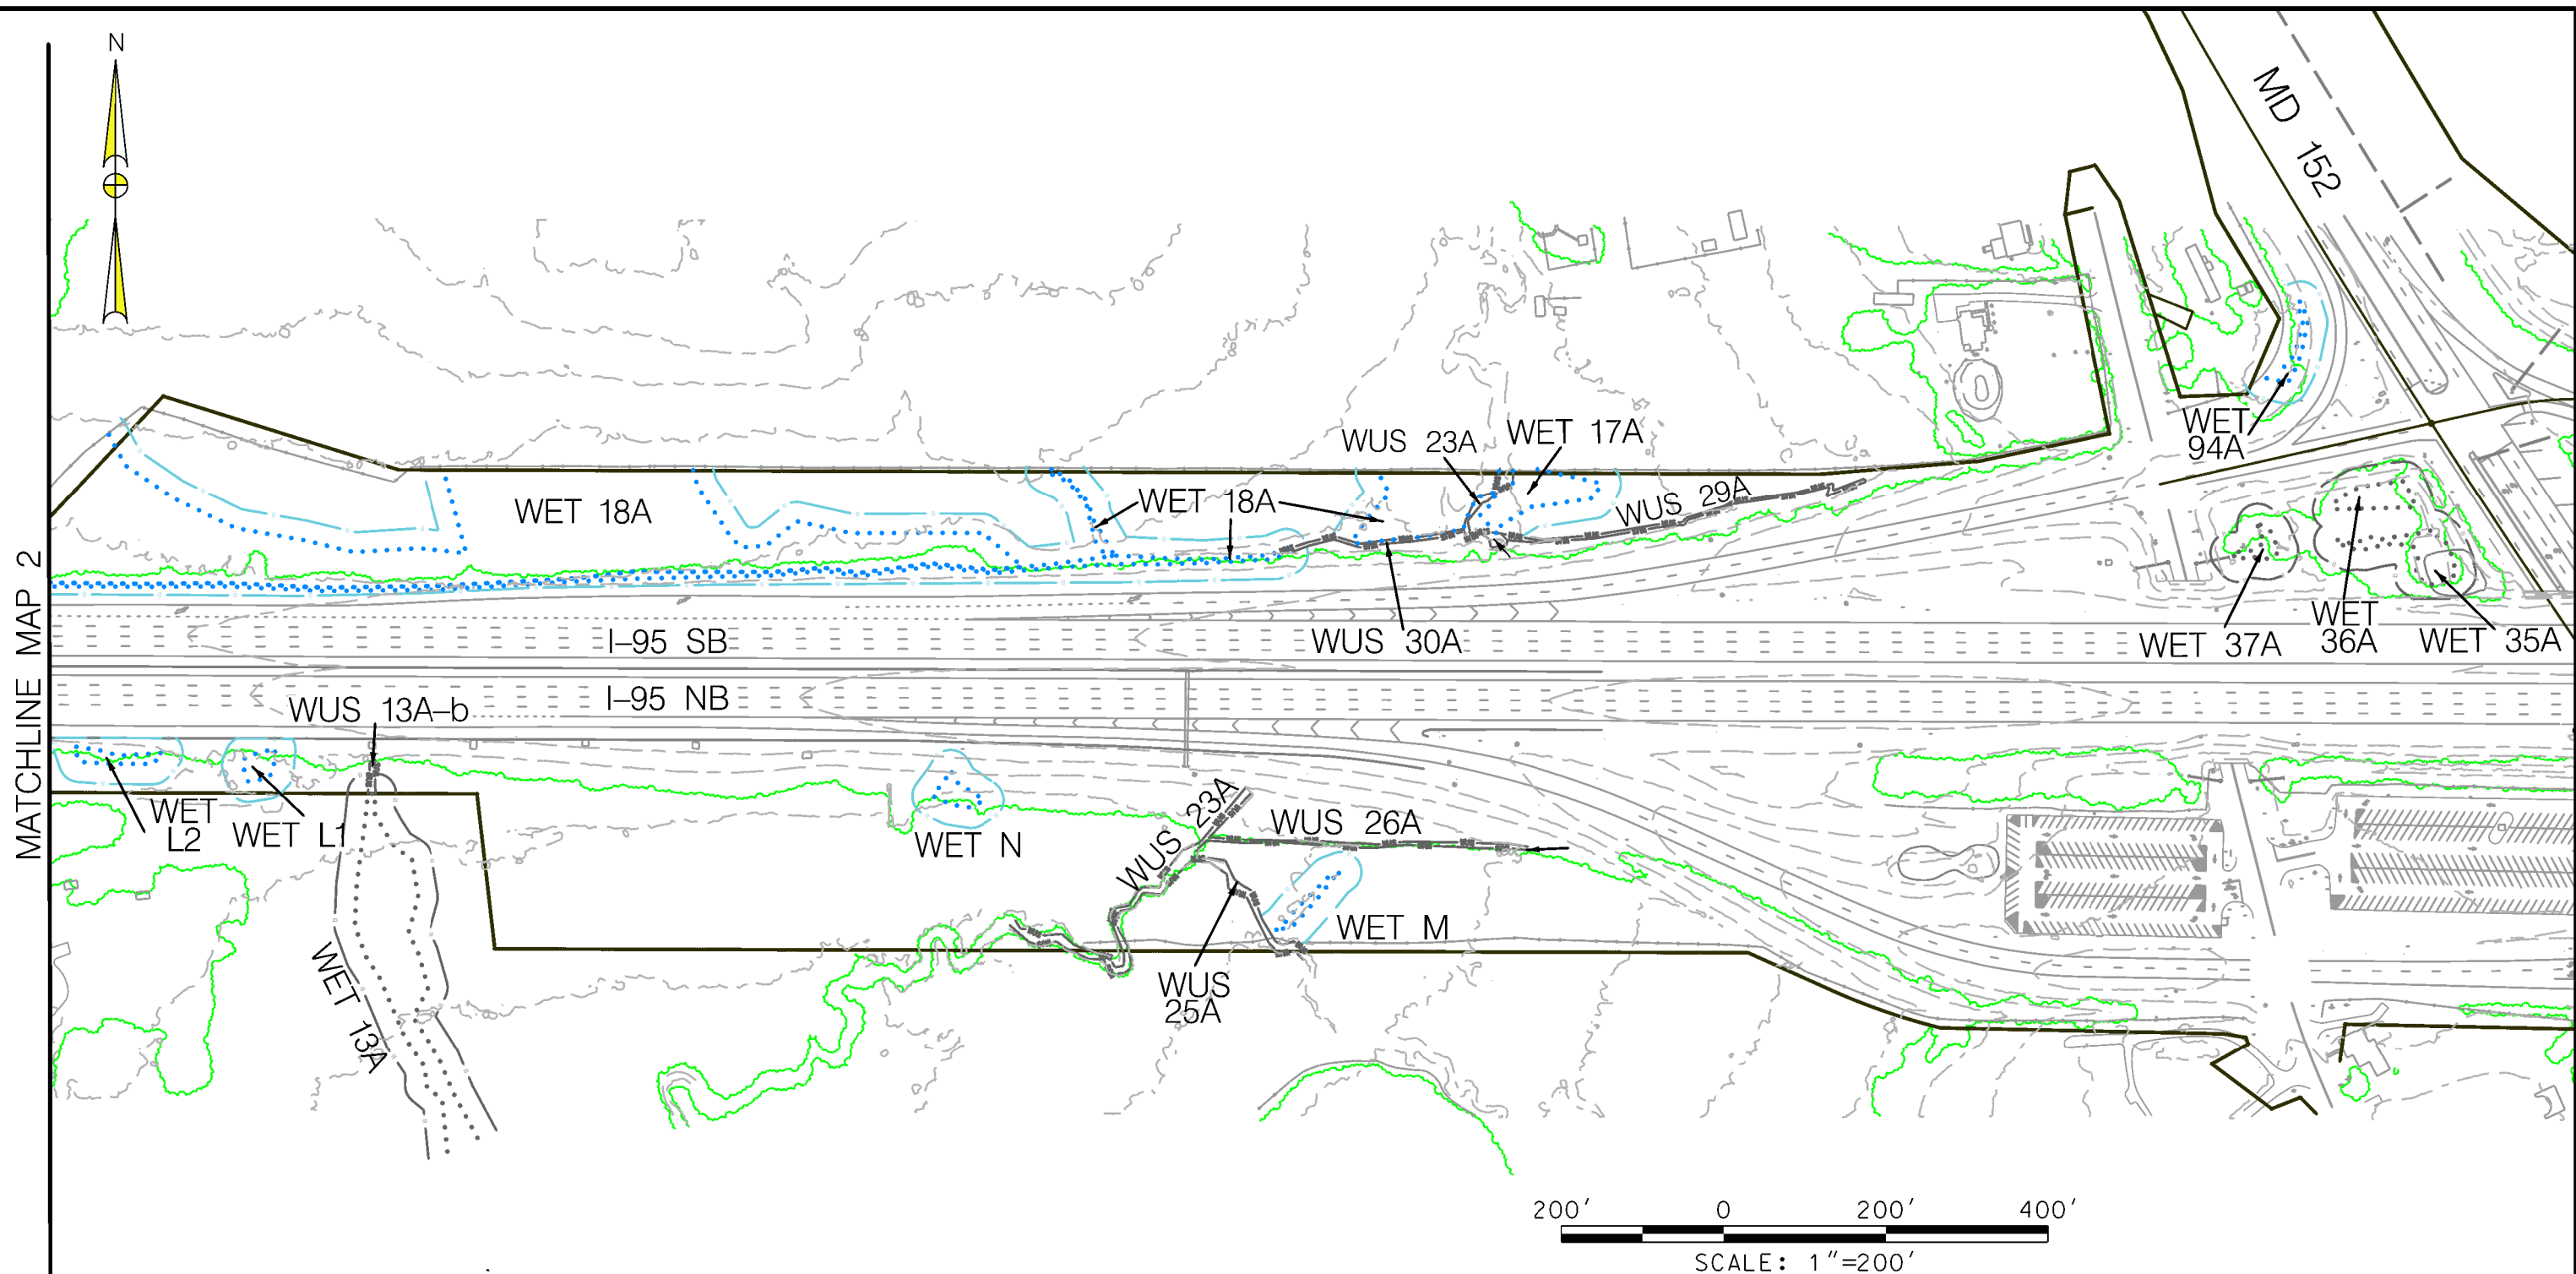 N
MD 152
WUS 23A
WET 17A
WET
94A
WET 18A
WET 18A
WUS 29A
MATCHLINE MAP 2
I-95 SB
WUS 30A
WET 37A
WET
36A
WET 35A
I-95 NB
WUS 13A-b
WET
L2
WET L1
WET N
WUS 23A
WUS 26A
WET M
WUS
25A
WET 13A
200' 0 200' 400'
SCALE: 1"=200'